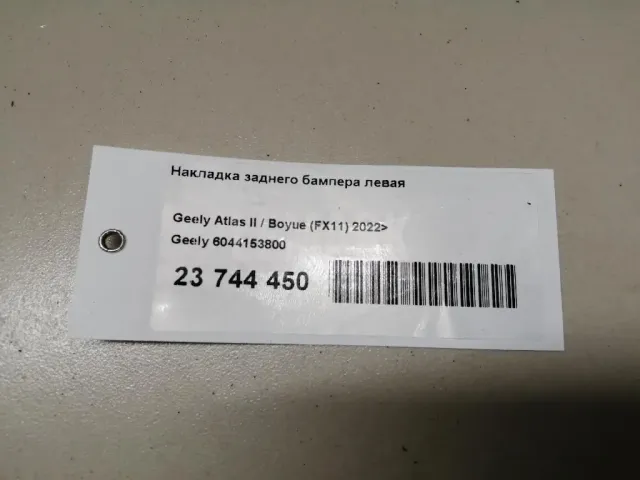 Накладка заднего бампера левая
Geely Atlas II / Boyue (FX11) 2022>
Geely 6044153800
23 744 450